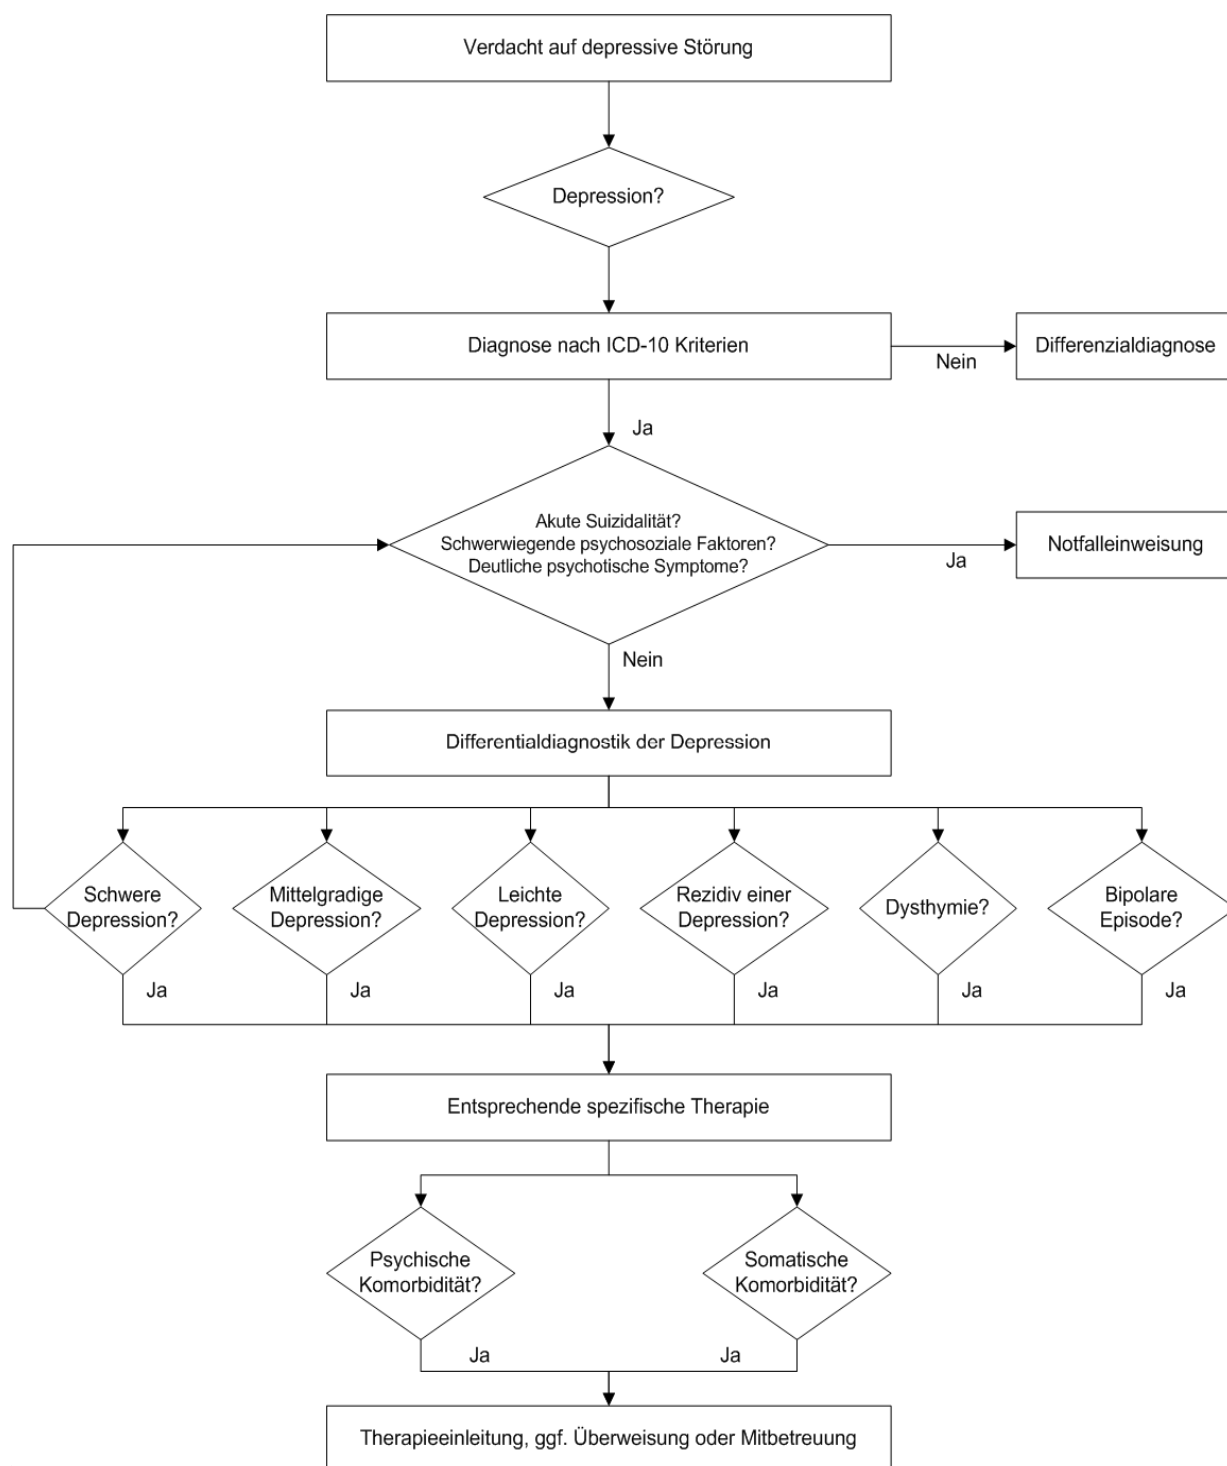 Verdacht auf depressive Störung
Depression?
Diagnose nach ICD-10 Kriterien
Nein
Differenzialdiagnose
Ja
Akute Suizidalität?
Schwerwiegende psychosoziale Faktoren?
Deutliche psychotische Symptome?
Ja
Notfalleinweisung
Nein
Differentialdiagnostik der Depression
Schwere
Depression?
Mittelgradige
Depression?
Leichte
Depression?
Rezidiv einer
Depression?
Dysthymie?
Bipolare
Episode?
Ja
Ja
Ja
Ja
Ja
Ja
Entsprechende spezifische Therapie
Psychische
Komorbidität?
Somatische
Komorbidität?
Ja
Ja
Therapieeinleitung, ggf. Überweisung oder Mitbetreuung